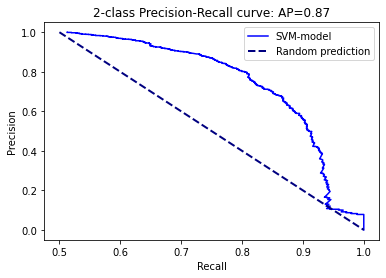 2-class Precision-Recall curve: AP=0.87
SVM-model
Random prediction
Precision
1.0
0.8
0.6
0.4
0.2
0.0
0.5 0.6 0.7 0.8 0.9 1.0
Recall